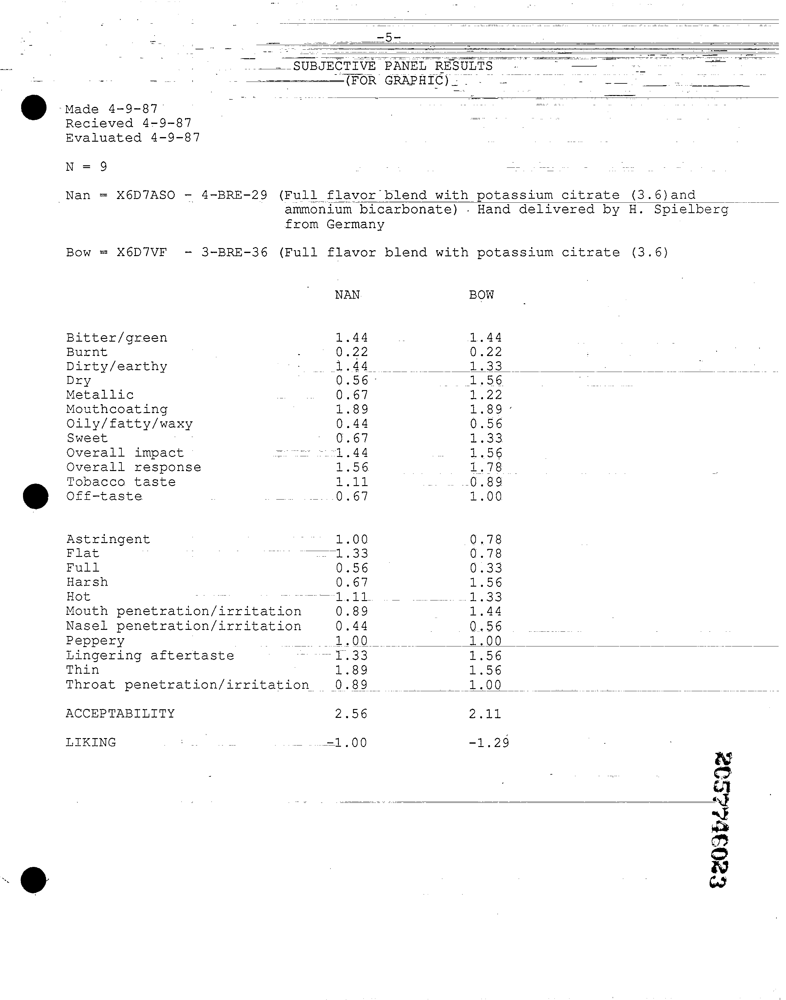 -5-
SUBJECTIVE PANEL RESULTS
(FOR GRAPHIC)
Made 4-9-87
Recieved 4-9-87
Evaluated 4-9-87
N = 9
Nan = X6D7ASO - 4-BRE-29 (Full flavor blend with potassium citrate (3.6)and
ammonium bicarbonate) . Hand delivered by H. Spielberg
from Germany
Bow = X6D7VF - 3-BRE-36 (Full flavor blend with potassium citrate (3.6)
NAN BOW
Bitter/green 1.44 1.44
Burnt 0.22 0.22
Dirty/earthy 1.44 1.33
Dry 0.56 1.56
Metallic 0.67 1.22
Mouthcoating 1.89 1.89
Oily/fatty/waxy 0.44 0.56
Sweet 0.67 1.33
Overall impact 1.44 1.56
Overall response 1.56 1.78
Tobacco taste 1.11 0.89
Off-taste 0.67 1.00
Astringent 1.00 0.78
Flat 1.33 0.78
Full 0.56 0.33
Harsh 0.67 1.56
Hot 1.11 1.33
Mouth penetration/irritation 0.89 1.44
Nasel penetration/irritation 0.44 0.56
Peppery 1.00 1.00
Lingering aftertaste 1.33 1.56
Thin 1.89 1.56
Throat penetration/irritation 0.89 1.00
ACCEPTABILITY 2.56 2.11
LIKING -1.00 -1.29
2057746023